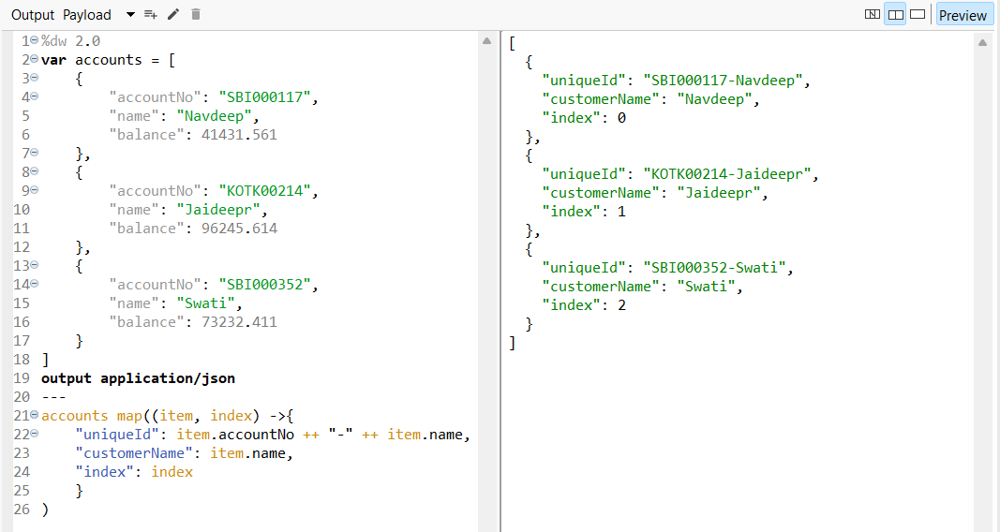 Output Payload
Preview
1 %dw 2.0
2 var accounts = [
3     {
4         "accountNo": "SBI000117",
5         "name": "Navdeep",
6         "balance": 41431.561
7     },
8     {
9         "accountNo": "KOTK00214",
10         "name": "Jaideepr",
11         "balance": 96245.614
12     },
13     {
14         "accountNo": "SBI000352",
15         "name": "Swati",
16         "balance": 73232.411
17     }
18 ]
19 output application/json
20 ---
21 accounts map((item, index) ->{
22     "uniqueId": item.accountNo ++ "-" ++ item.name,
23     "customerName": item.name,
24     "index": index
25     }
26 )
[
  {
    "uniqueId": "SBI000117-Navdeep",
    "customerName": "Navdeep",
    "index": 0
  },
  {
    "uniqueId": "KOTK00214-Jaideepr",
    "customerName": "Jaideepr",
    "index": 1
  },
  {
    "uniqueId": "SBI000352-Swati",
    "customerName": "Swati",
    "index": 2
  }
]